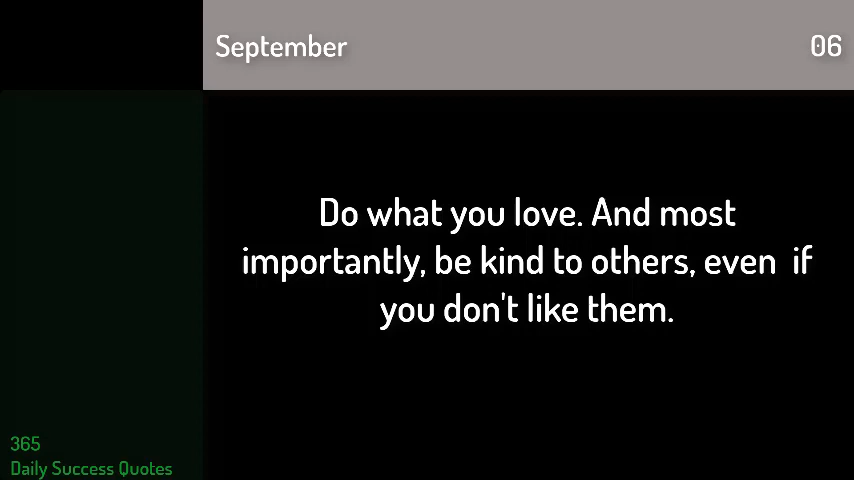 September 06
Do what you love. And most
importantly, be kind to others, even  if
you don't like them.
365
Daily Success Quotes